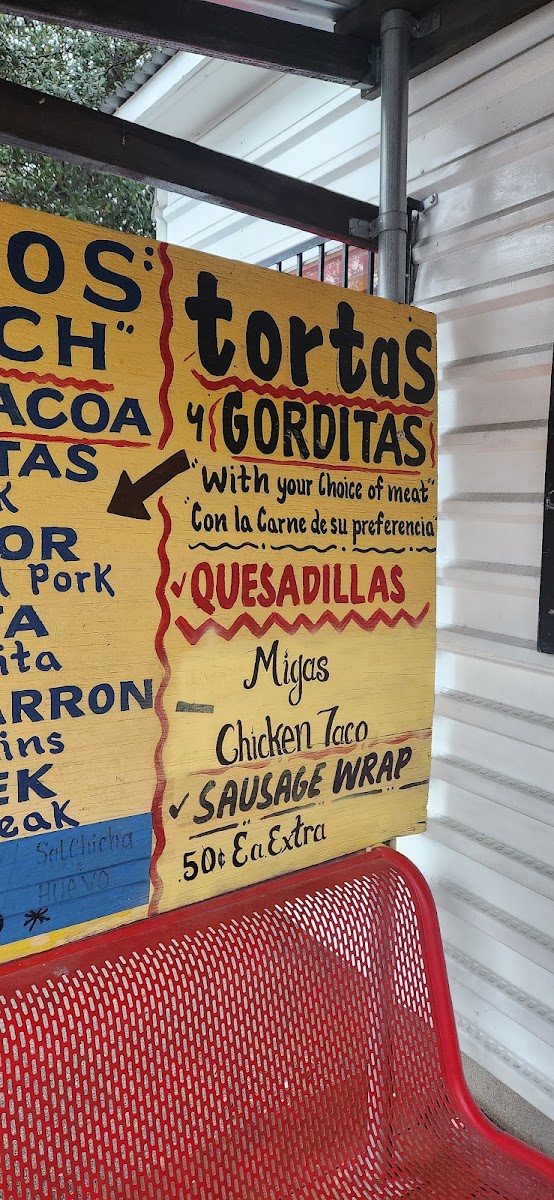 OS:
CH"
ACOA
TAS
K
OR
Pork
TA
ita
ARRON
ins
EK
eak
Salchicha
HUEVO
tortas
y (GORDITAS)
"With your Choice of meat"
"Con la Carne de su preferencia"
✓QUESADILLAS
Migas
Chicken Taco
✓SAUSAGE WRAP
50¢ Ea. Extra